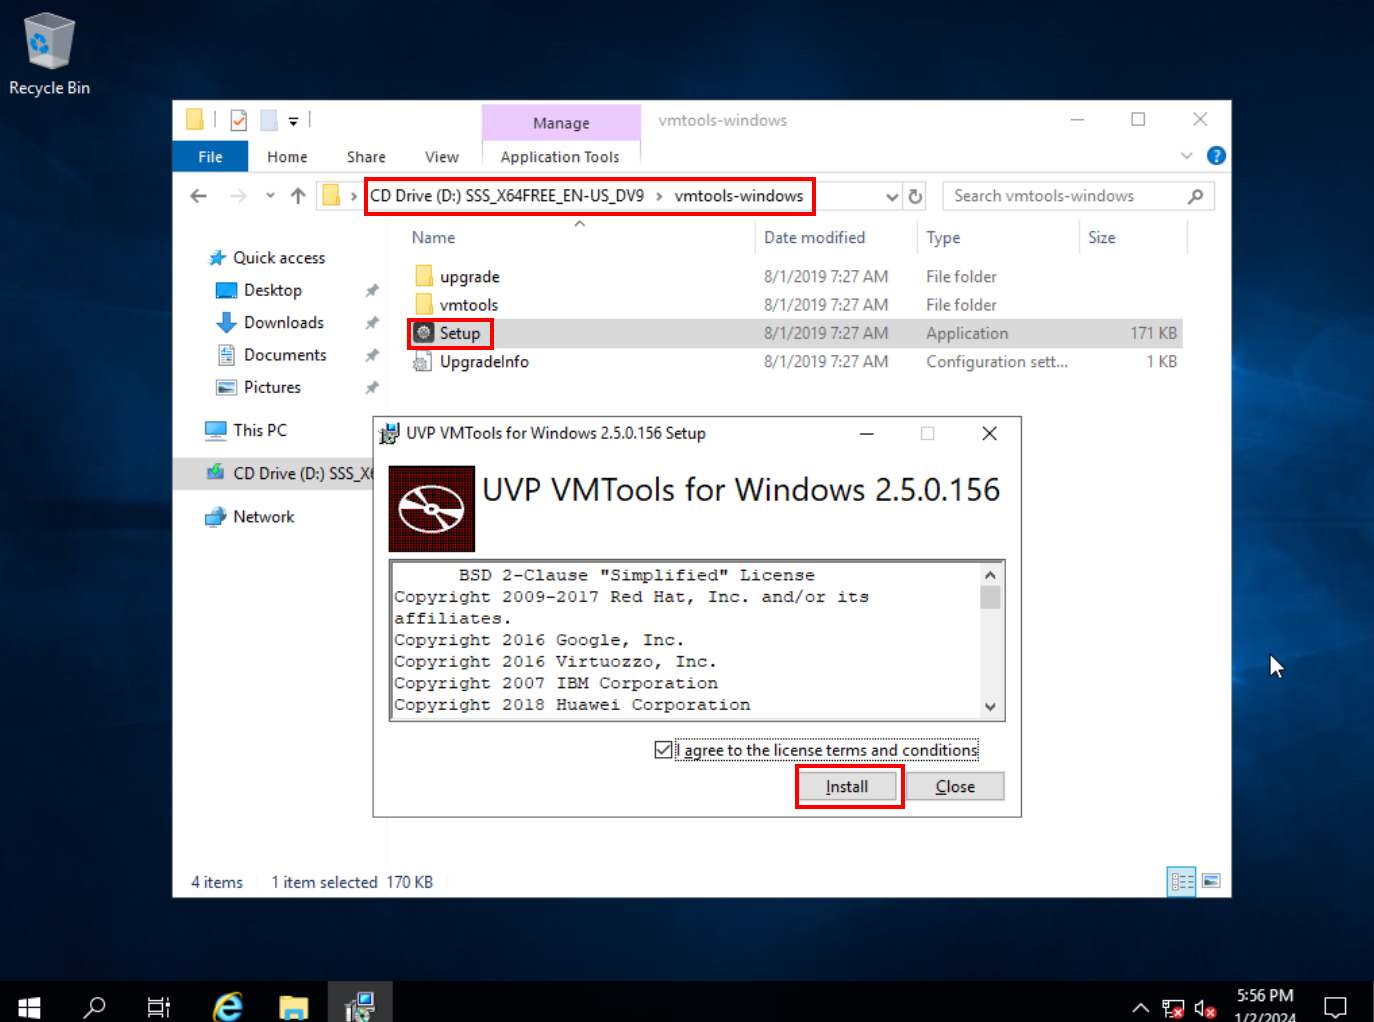 Recycle Bin
Manage
vmtools-windows
File
Home
Share
View
Application Tools
CD Drive (D:) SSS_X64FREE_EN-US_DV9 > vmtools-windows
Search vmtools-windows
Name
Date modified
Type
Size
Quick access
Desktop
Downloads
Documents
Pictures
This PC
CD Drive (D:) SSS_X6
Network
upgrade 8/1/2019 7:27 AM File folder
vmtools 8/1/2019 7:27 AM File folder
Setup 8/1/2019 7:27 AM Application 171 KB
UpgradeInfo 8/1/2019 7:27 AM Configuration sett... 1 KB
UVP VMTools for Windows 2.5.0.156 Setup
UVP VMTools for Windows 2.5.0.156
BSD 2-Clause "Simplified" License
Copyright 2009-2017 Red Hat, Inc. and/or its
affiliates.
Copyright 2016 Google, Inc.
Copyright 2016 Virtuozzo, Inc.
Copyright 2007 IBM Corporation
Copyright 2018 Huawei Corporation
I agree to the license terms and conditions
Install
Close
4 items 1 item selected 170 KB
5:56 PM
1/2/2024